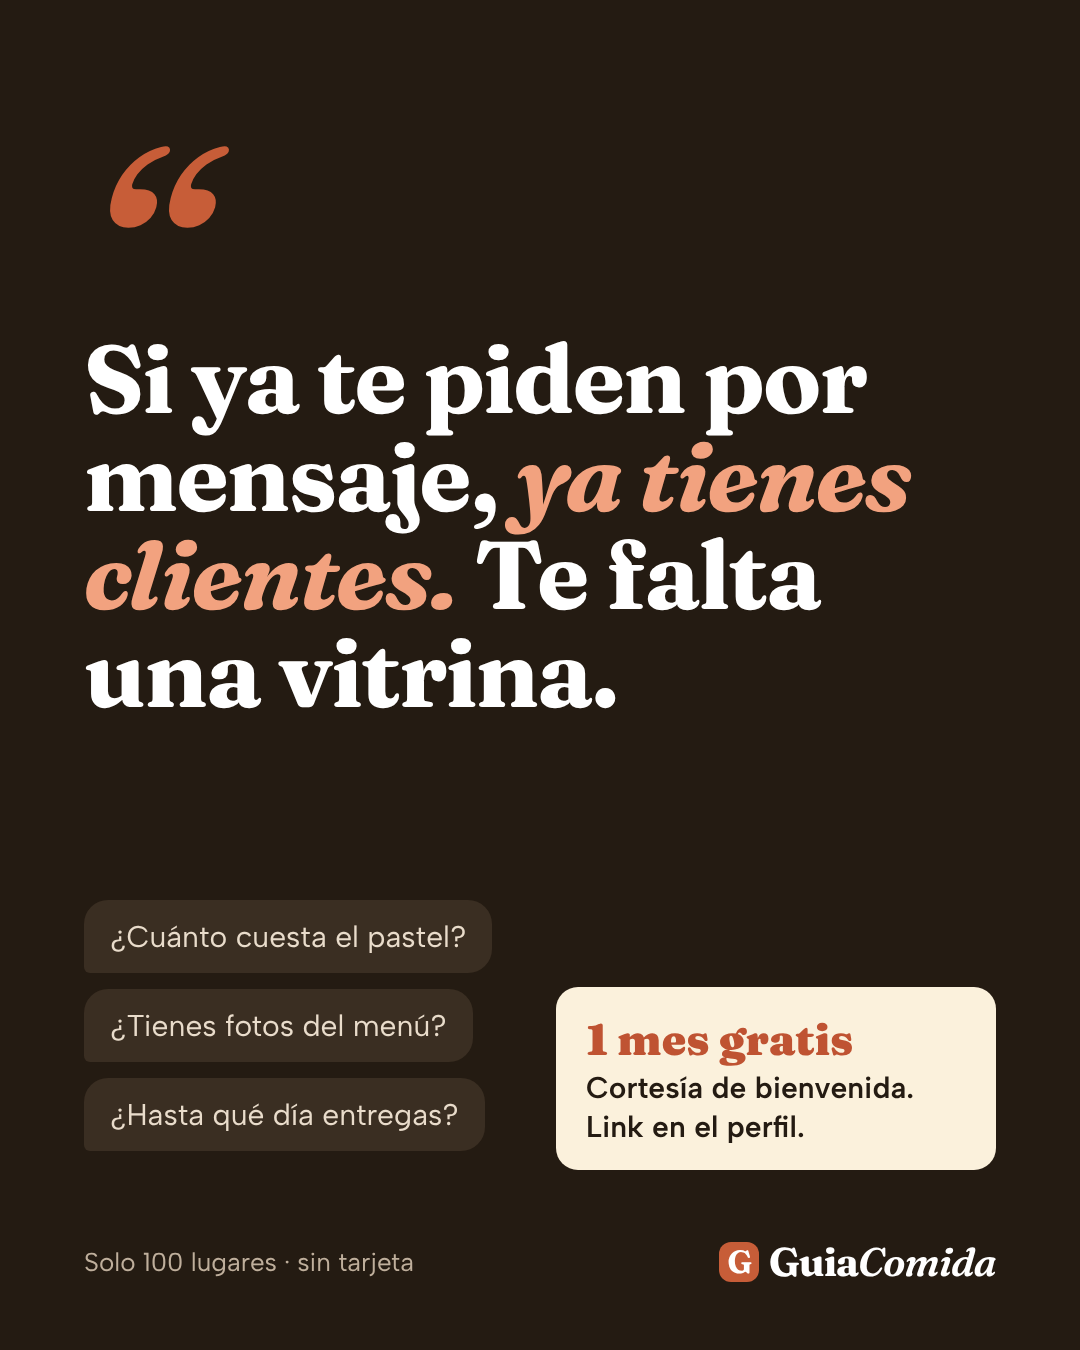 “
Si ya te piden por
mensaje, ya tienes
clientes. Te falta
una vitrina.
¿Cuánto cuesta el pastel?
¿Tienes fotos del menú?
¿Hasta qué día entregas?
1 mes gratis
Cortesía de bienvenida.
Link en el perfil.
Solo 100 lugares · sin tarjeta
G GuiaComida